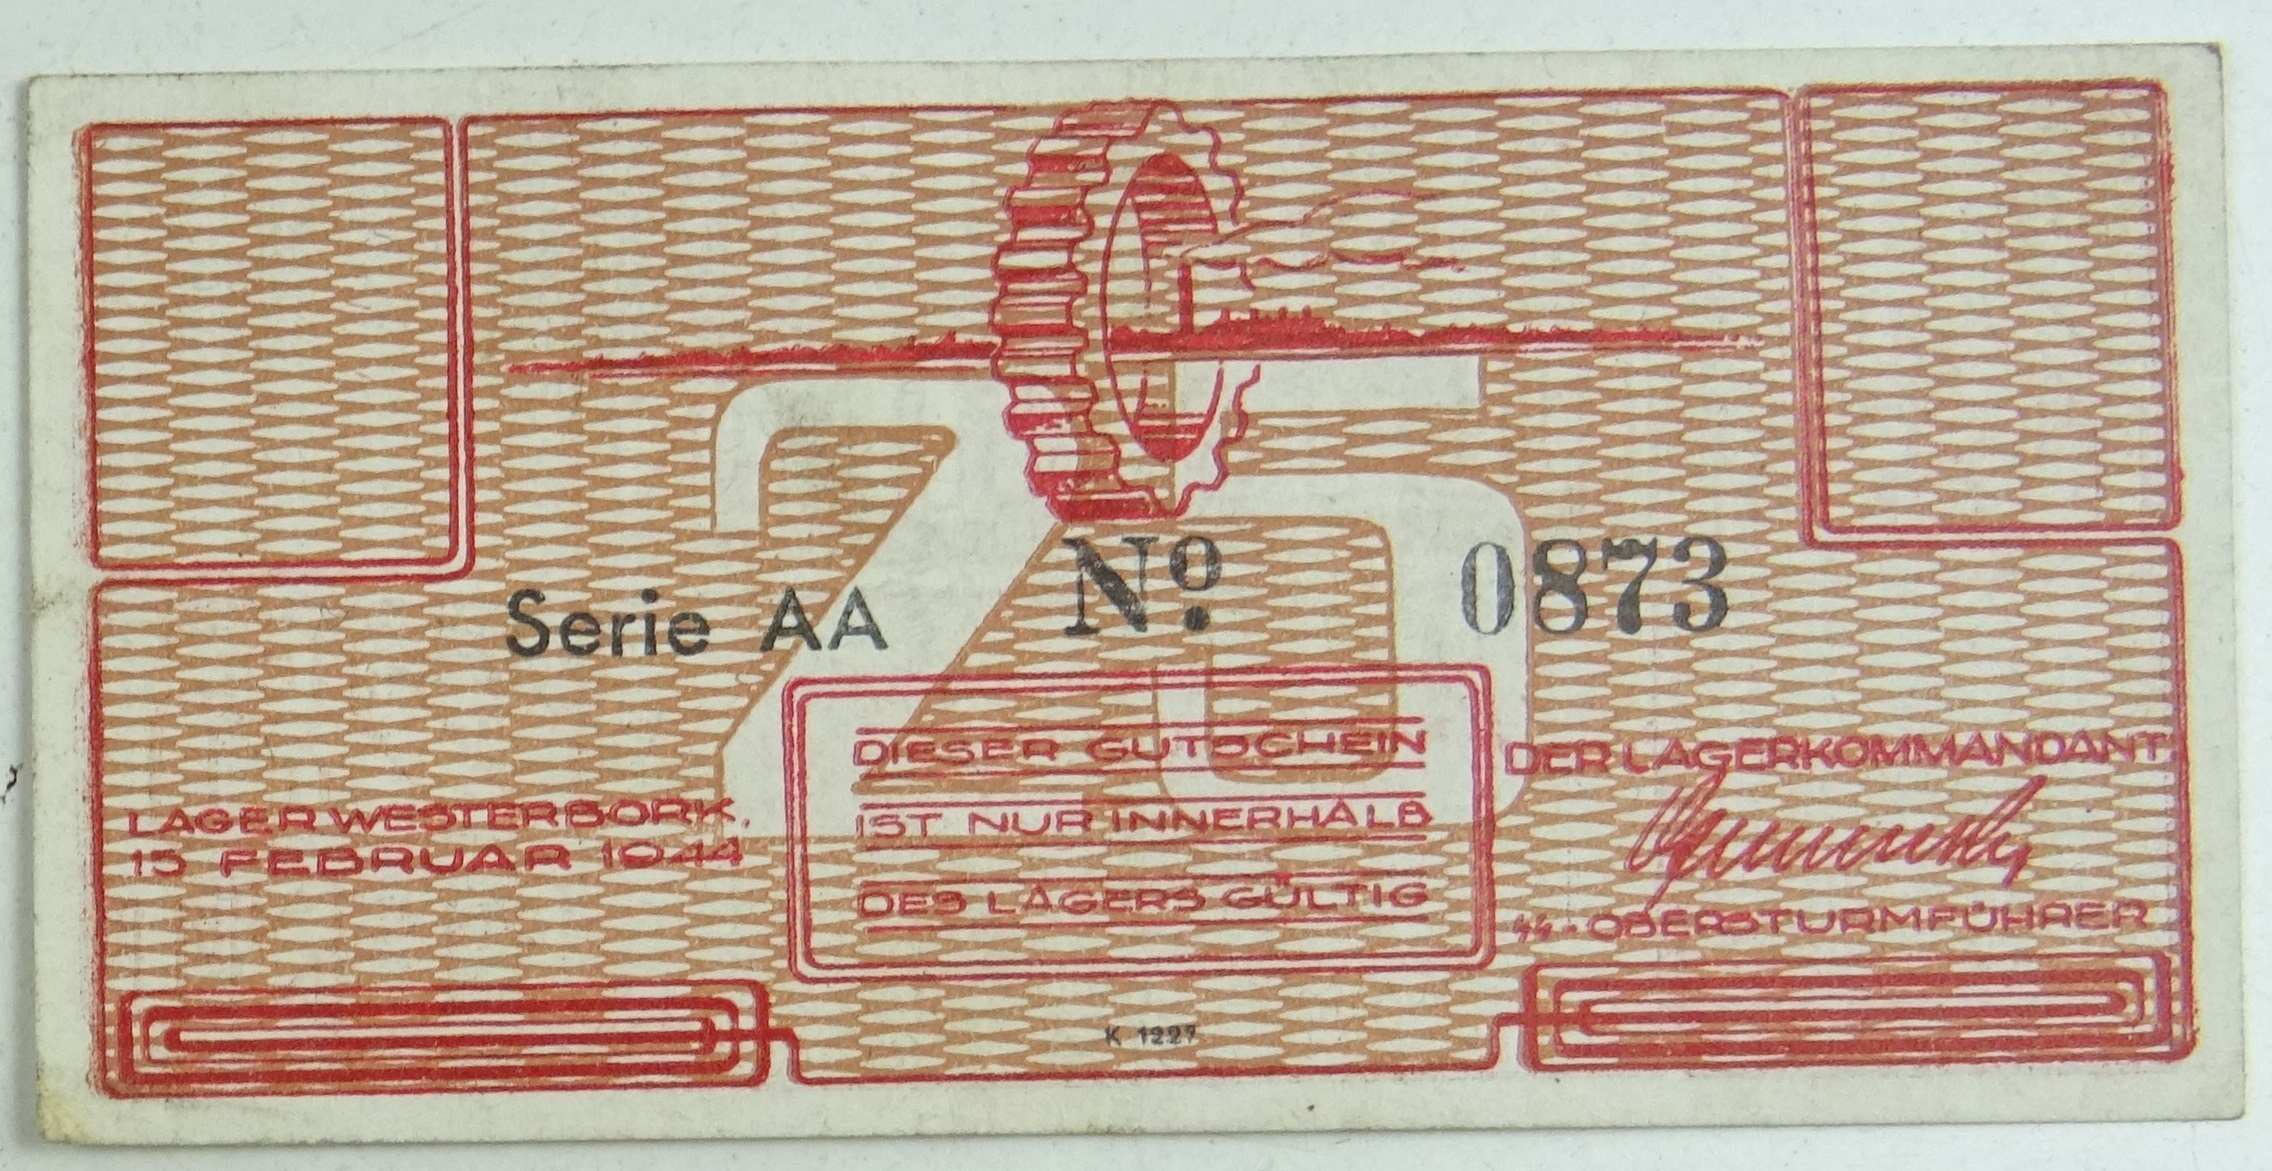 25
Serie AA Nº 0873
DIESER GUTSCHEIN
IST NUR INNERHALB
DES LAGERS GÜLTIG
LAGER WESTERBORK,
15 FEBRUAR 1944
DER LAGERKOMMANDANT:
Gemmeker
SS-OBERSTURMFÜHRER
K 1227